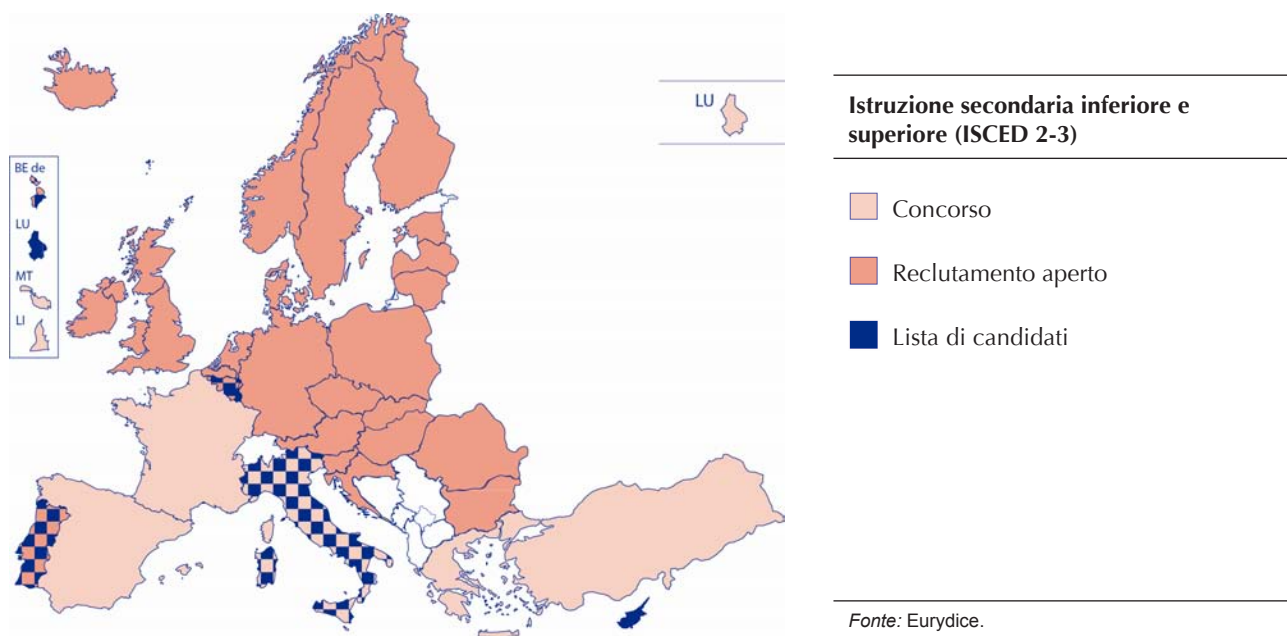 LU
BE de
LU
MT
LI
Istruzione secondaria inferiore e
superiore (ISCED 2-3)
Concorso
Reclutamento aperto
Lista di candidati
Fonte: Eurydice.